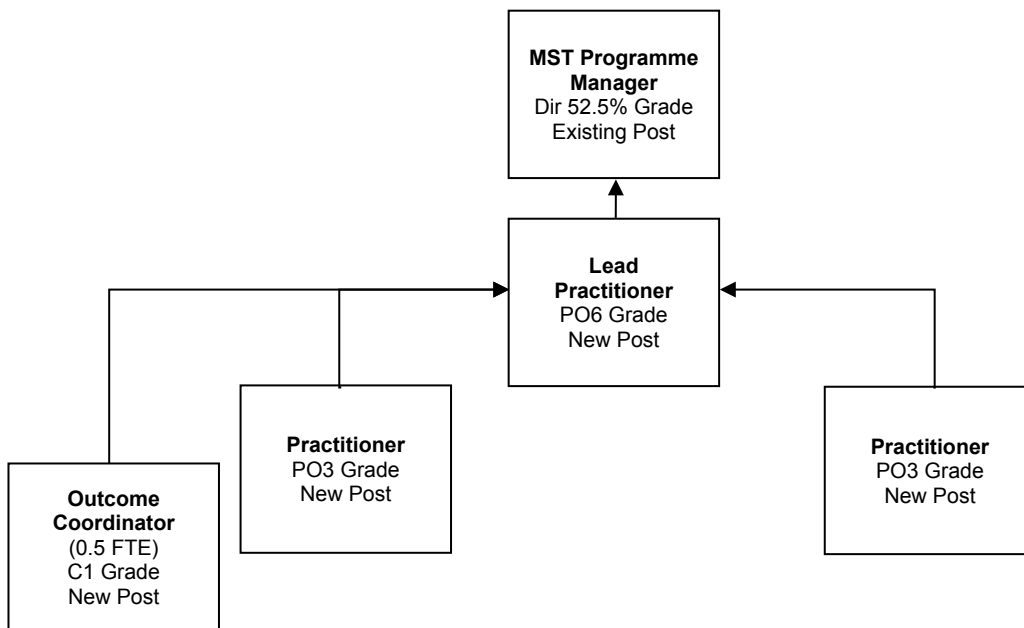 MST Programme
Manager
Dir 52.5% Grade
Existing Post
Lead
Practitioner
PO6 Grade
New Post
Practitioner
PO3 Grade
New Post
Practitioner
PO3 Grade
New Post
Outcome
Coordinator
(0.5 FTE)
C1 Grade
New Post